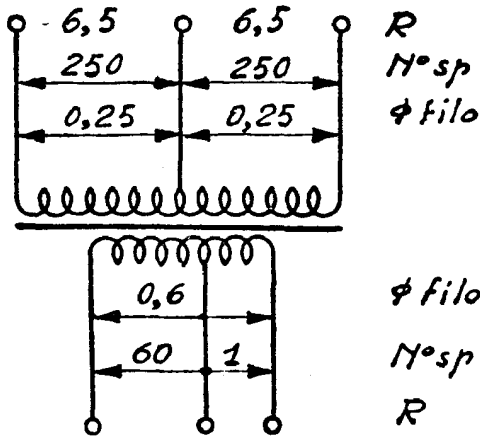 6,5 6,5 R
250 250 N° sp
0,25 0,25 ϕ filo
0,6 ϕ filo
60 1 N° sp
R